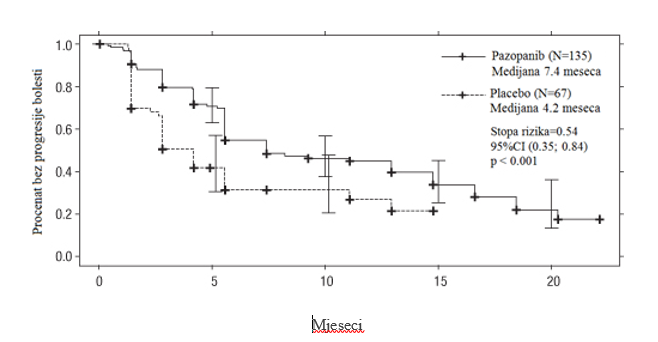 Procenat bez progresije bolesti
1.0
0.8
0.6
0.4
0.2
0.0
Pazopanib (N=135)
Medijana 7.4 meseca
Placebo (N=67)
Medijana 4.2 meseca
Stopa rizika=0.54
95%CI (0.35; 0.84)
p < 0.001
0 5 10 15 20
Mjeseci